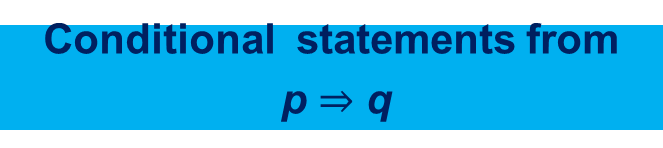 Conditional statements from
p ⇒ q